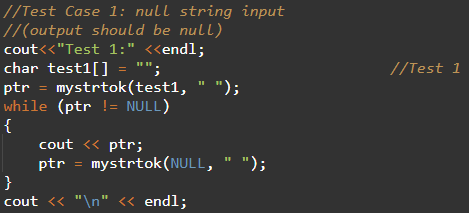 //Test Case 1: null string input
//(output should be null)
cout<<"Test 1:" <<endl;
char test1[] = ""; //Test 1
ptr = mystrtok(test1, " ");
while (ptr != NULL)
{
    cout << ptr;
    ptr = mystrtok(NULL, " ");
}
cout << "\n" << endl;